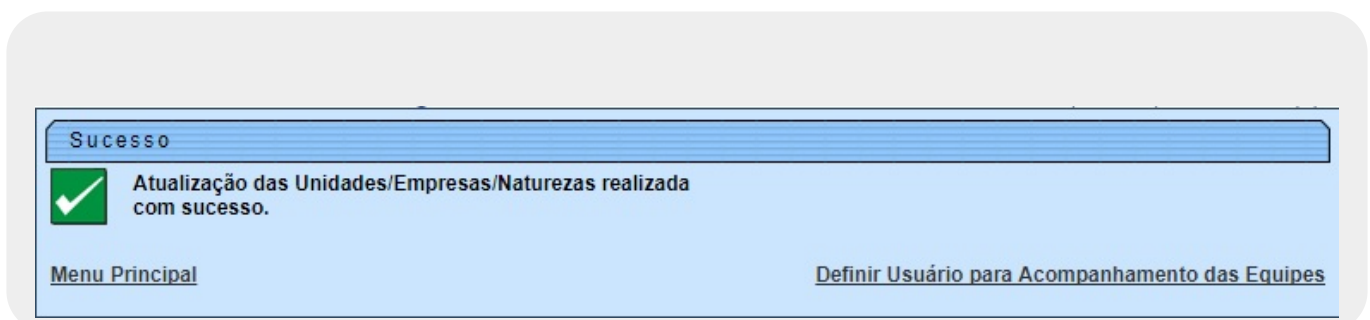 Sucesso
Atualização das Unidades/Empresas/Naturezas realizada
com sucesso.
Menu Principal
Definir Usuário para Acompanhamento das Equipes